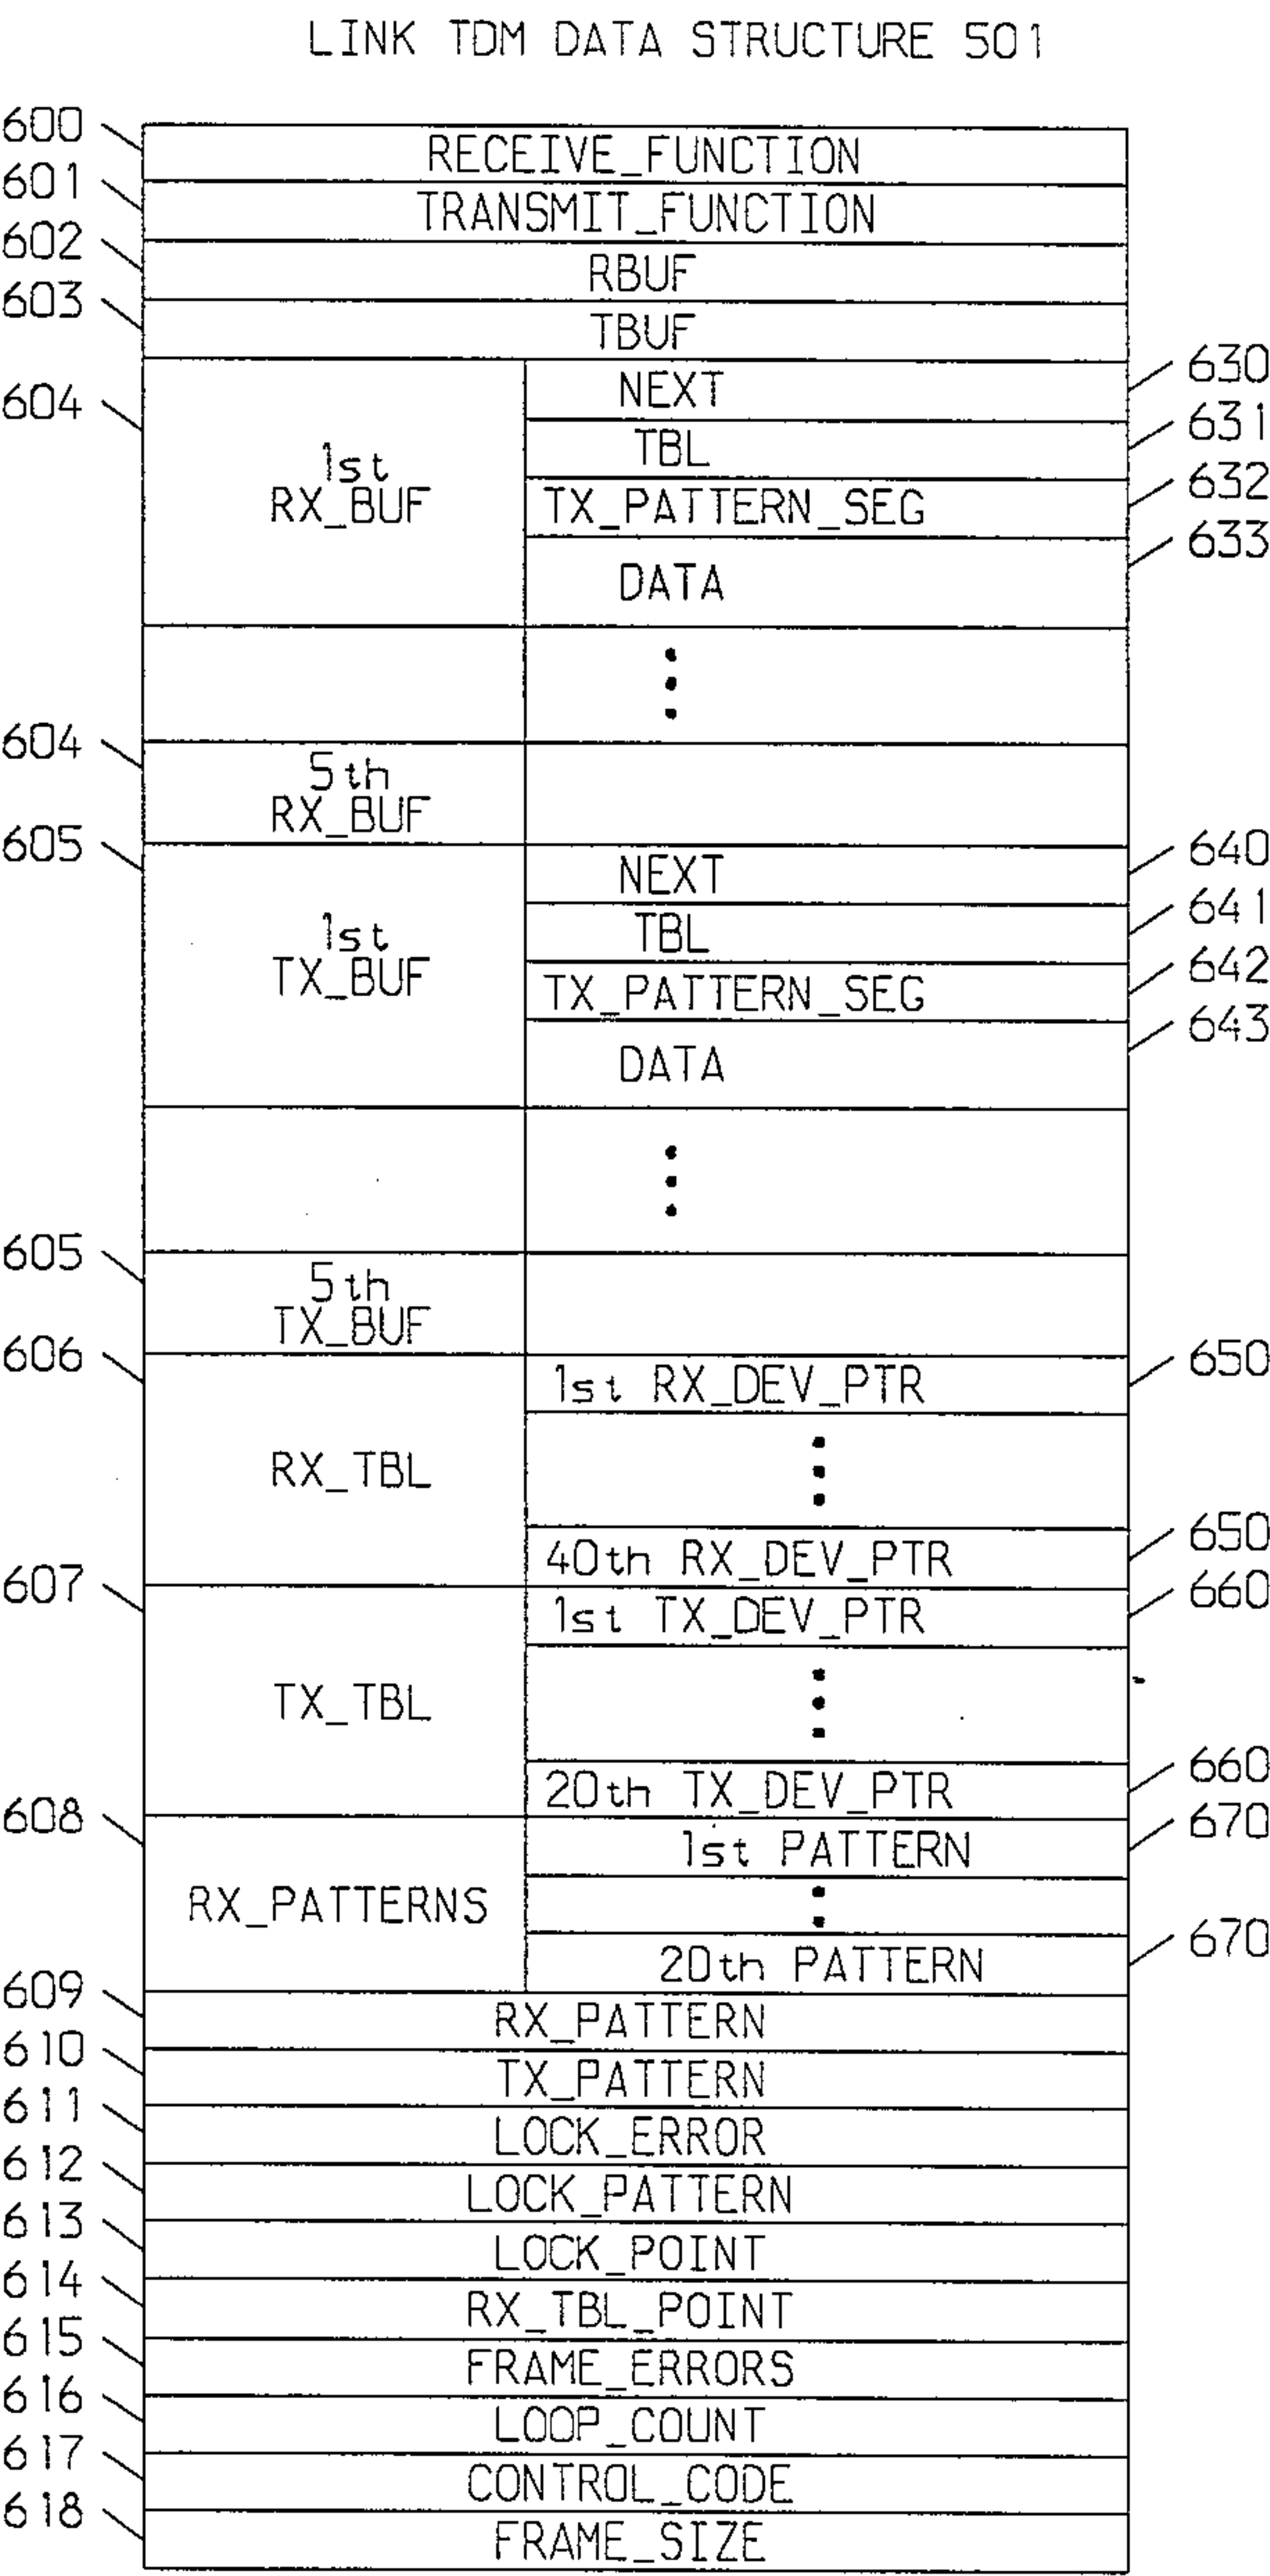 LINK TDM DATA STRUCTURE 501
600 RECEIVE_FUNCTION
601 TRANSMIT_FUNCTION
602 RBUF
603 TBUF
604 1st RX_BUF
NEXT 630
TBL 631
TX_PATTERN_SEG 632
DATA 633
604 5th RX_BUF
605 1st TX_BUF
NEXT 640
TBL 641
TX_PATTERN_SEG 642
DATA 643
605 5th TX_BUF
606 RX_TBL
1st RX_DEV_PTR 650
40th RX_DEV_PTR 650
607 TX_TBL
1st TX_DEV_PTR 660
20th TX_DEV_PTR 660
608 RX_PATTERNS
1st PATTERN 670
20th PATTERN 670
609 RX_PATTERN
610 TX_PATTERN
611 LOCK_ERROR
612 LOCK_PATTERN
613 LOCK_POINT
614 RX_TBL_POINT
615 FRAME_ERRORS
616 LOOP_COUNT
617 CONTROL_CODE
618 FRAME_SIZE